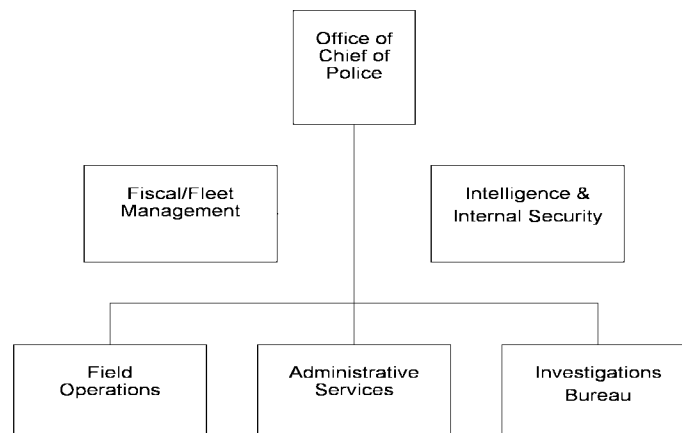 Office of
Chief of
Police
Fiscal/Fleet
Management
Intelligence &
Internal Security
Field
Operations
Administrative
Services
Investigations
Bureau